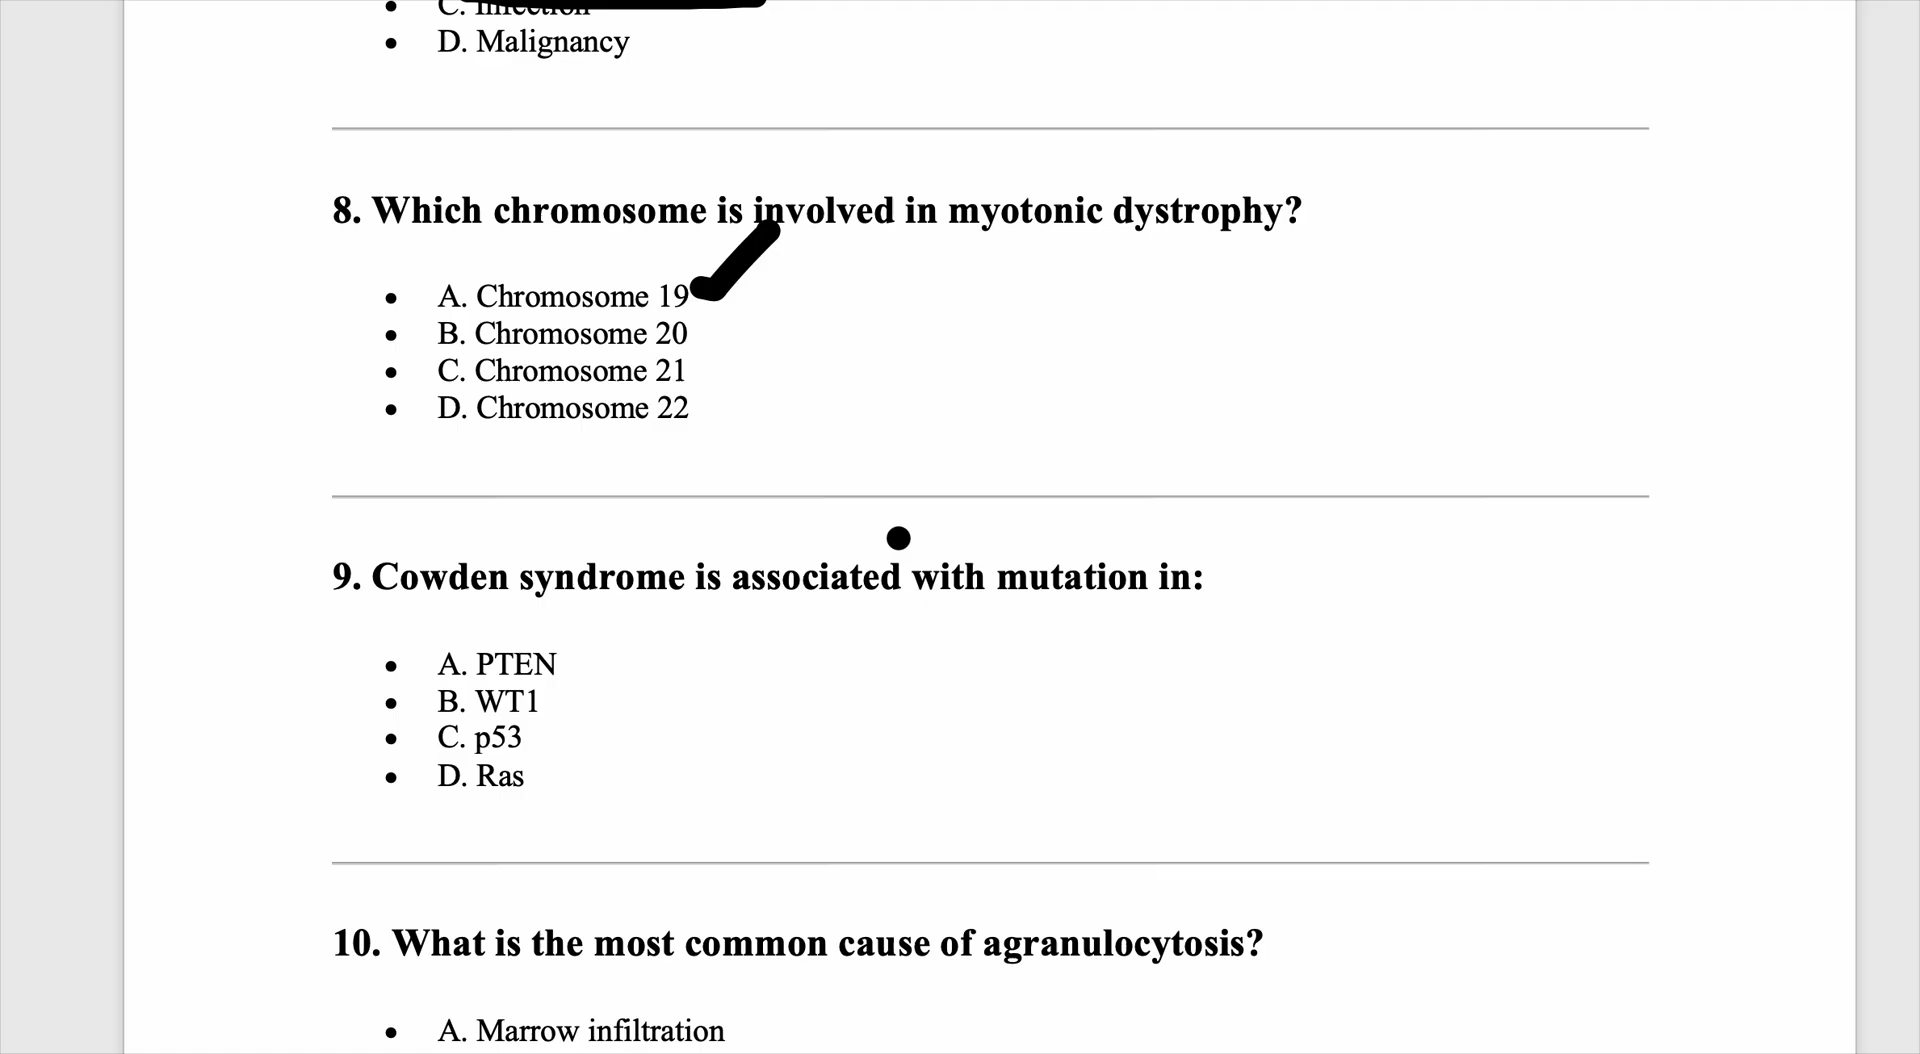 C. Infection
D. Malignancy
8. Which chromosome is involved in myotonic dystrophy?
A. Chromosome 19
B. Chromosome 20
C. Chromosome 21
D. Chromosome 22
9. Cowden syndrome is associated with mutation in:
A. PTEN
B. WT1
C. p53
D. Ras
10. What is the most common cause of agranulocytosis?
A. Marrow infiltration